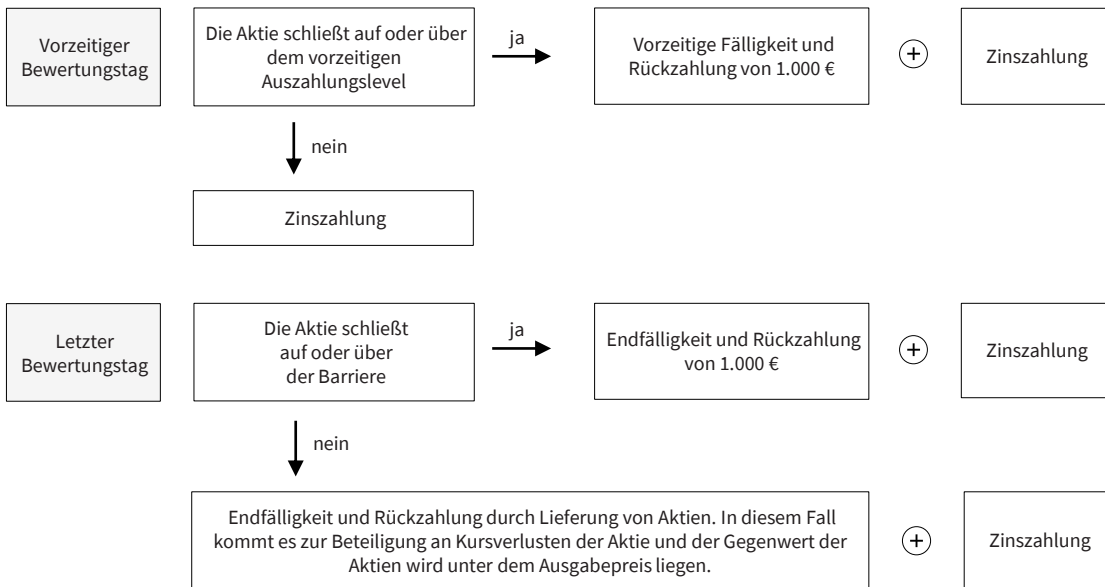 Vorzeitiger
Bewertungstag
Die Aktie schließt auf oder über
dem vorzeitigen
Auszahlungslevel
ja
Vorzeitige Fälligkeit und
Rückzahlung von 1.000 €
+
Zinszahlung
nein
Zinszahlung
Letzter
Bewertungstag
Die Aktie schließt
auf oder über
der Barriere
ja
Endfälligkeit und Rückzahlung
von 1.000 €
+
Zinszahlung
nein
Endfälligkeit und Rückzahlung durch Lieferung von Aktien. In diesem Fall
kommt es zur Beteiligung an Kursverlusten der Aktie und der Gegenwert der
Aktien wird unter dem Ausgabepreis liegen.
+
Zinszahlung